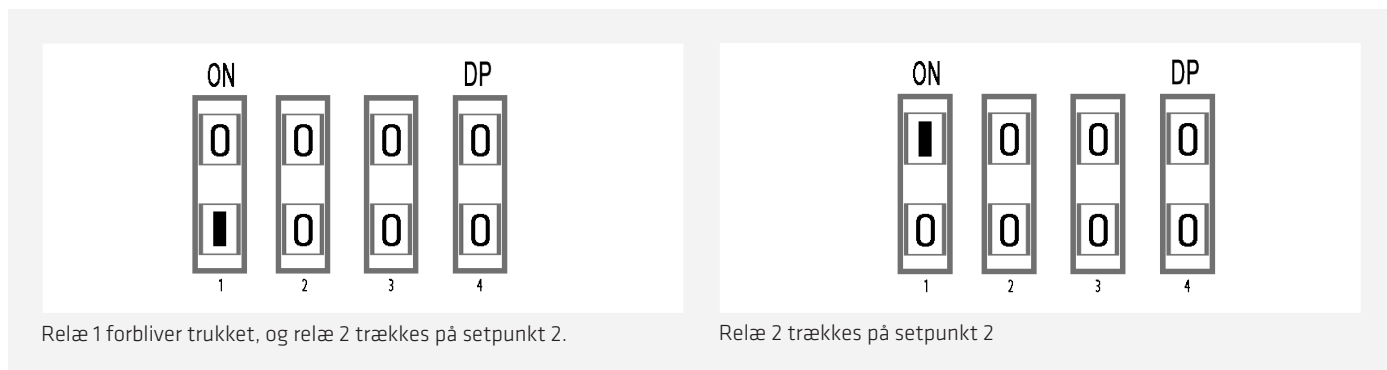 ON DP
0 0 0 0
0 0 0
1 2 3 4
Relæ 1 forbliver trukket, og relæ 2 trækkes på setpunkt 2.
ON DP
0 0 0
0 0 0 0
1 2 3 4
Relæ 2 trækkes på setpunkt 2